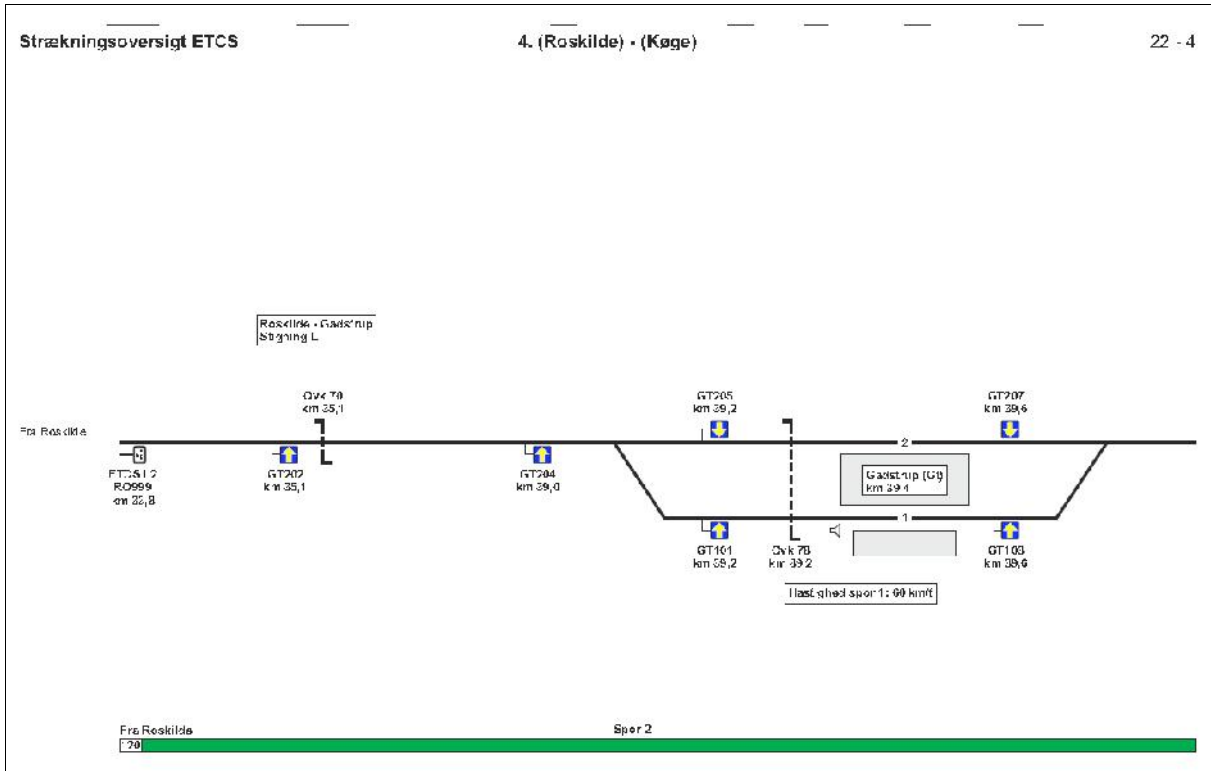 Strækningsoversigt ETCS
4. (Roskilde) - (Køge)
22 - 4
Roskilde - Gadstrup
Stigning L
Ovk 70
km 35,1
GT205
km 39,2
GT207
km 39,6
Fra Roskilde
2
ETCS L2
RO999
km 33,8
GT202
km 35,1
GT204
km 39,0
Gadstrup (Gt)
km 39,4
1
GT101
km 39,2
Ovk 78
km 39,2
GT103
km 39,6
Hastighed spor 1: 60 km/t
Fra Roskilde
Spor 2
120